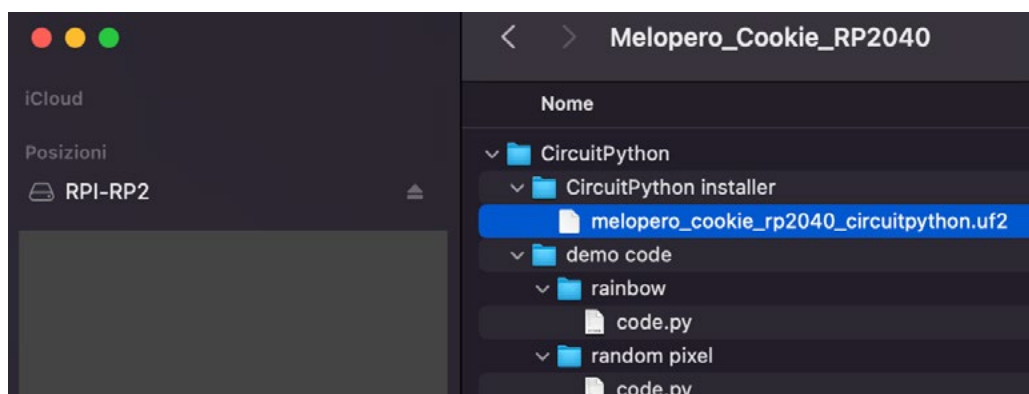 Melopero_Cookie_RP2040
iCloud
Posizioni
RPI-RP2
Nome
CircuitPython
CircuitPython installer
melopero_cookie_rp2040_circuitpython.uf2
demo code
rainbow
code.py
random pixel
code.py